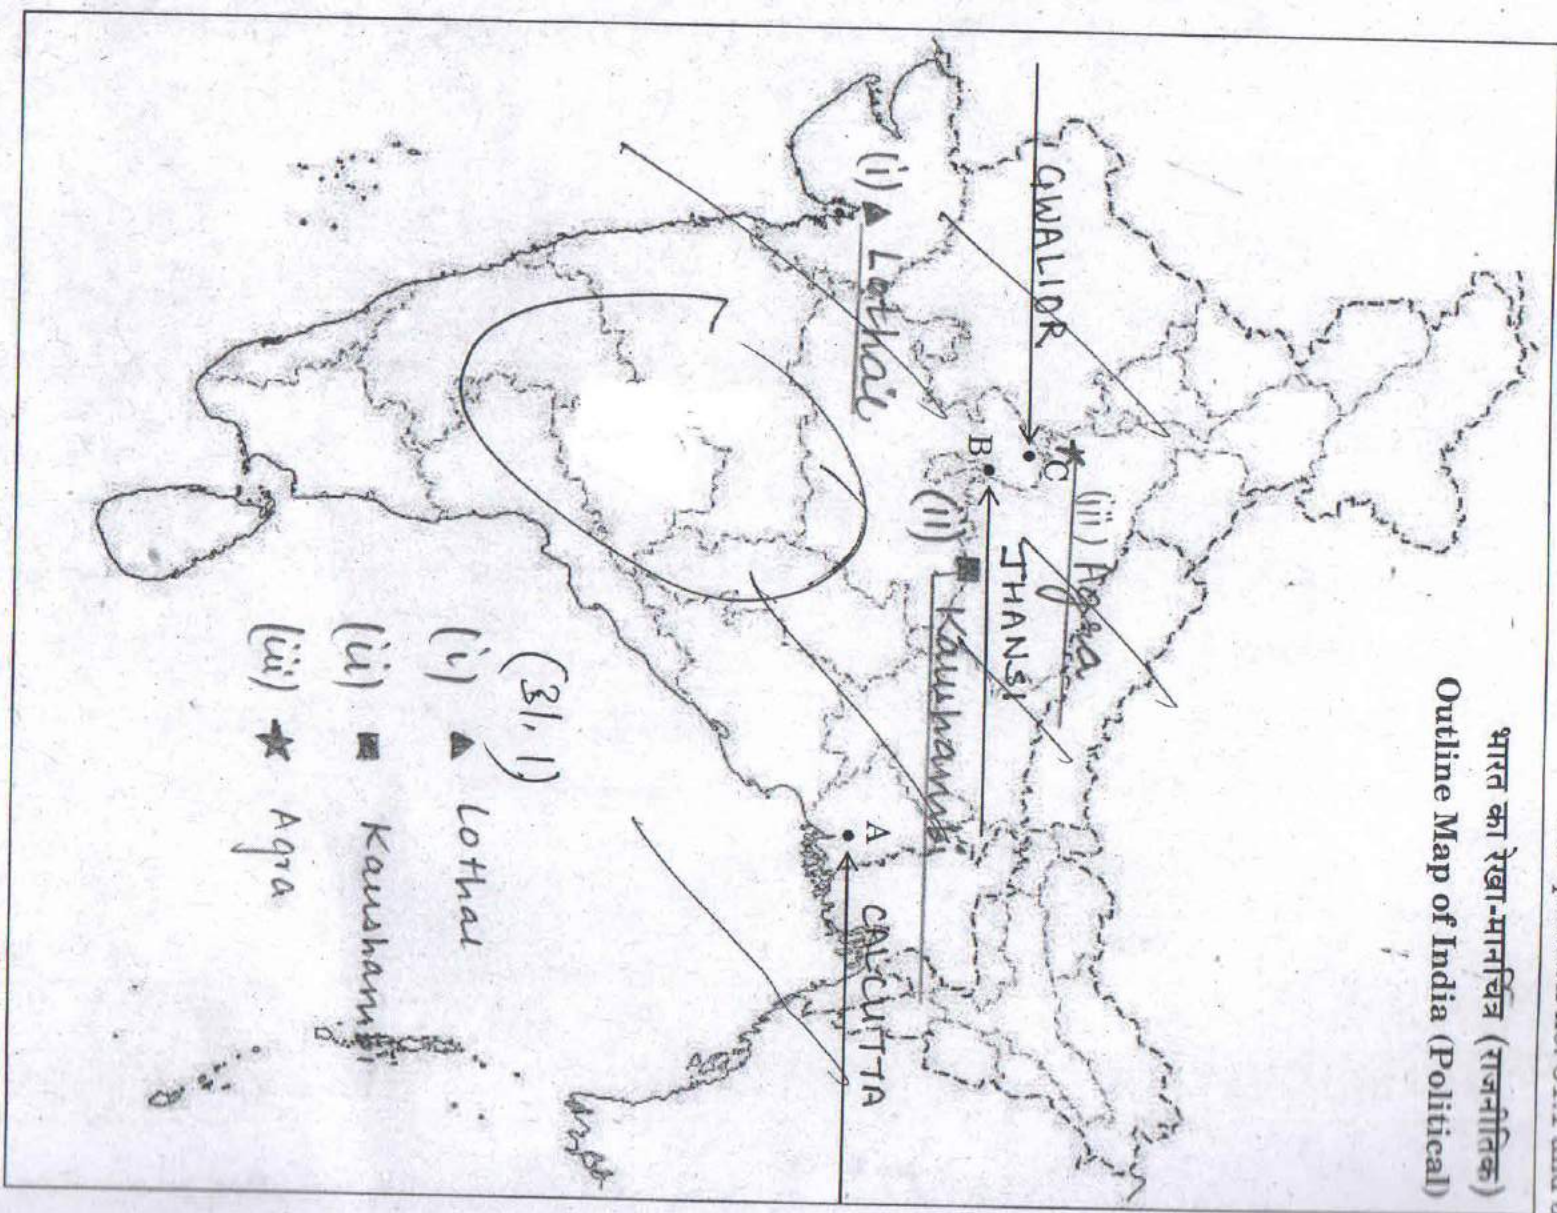 भारत का रेखा-मानचित्र (राजनीतिक)
Outline Map of India (Political)
GWALIOR
C
(iii) Agra
B
JHANSI
(i) Lothal
(ii) Kaushambi
A
CALCUTTA
(31.1)
(i) Lothal
(ii) Kaushambi
(iii) Agra